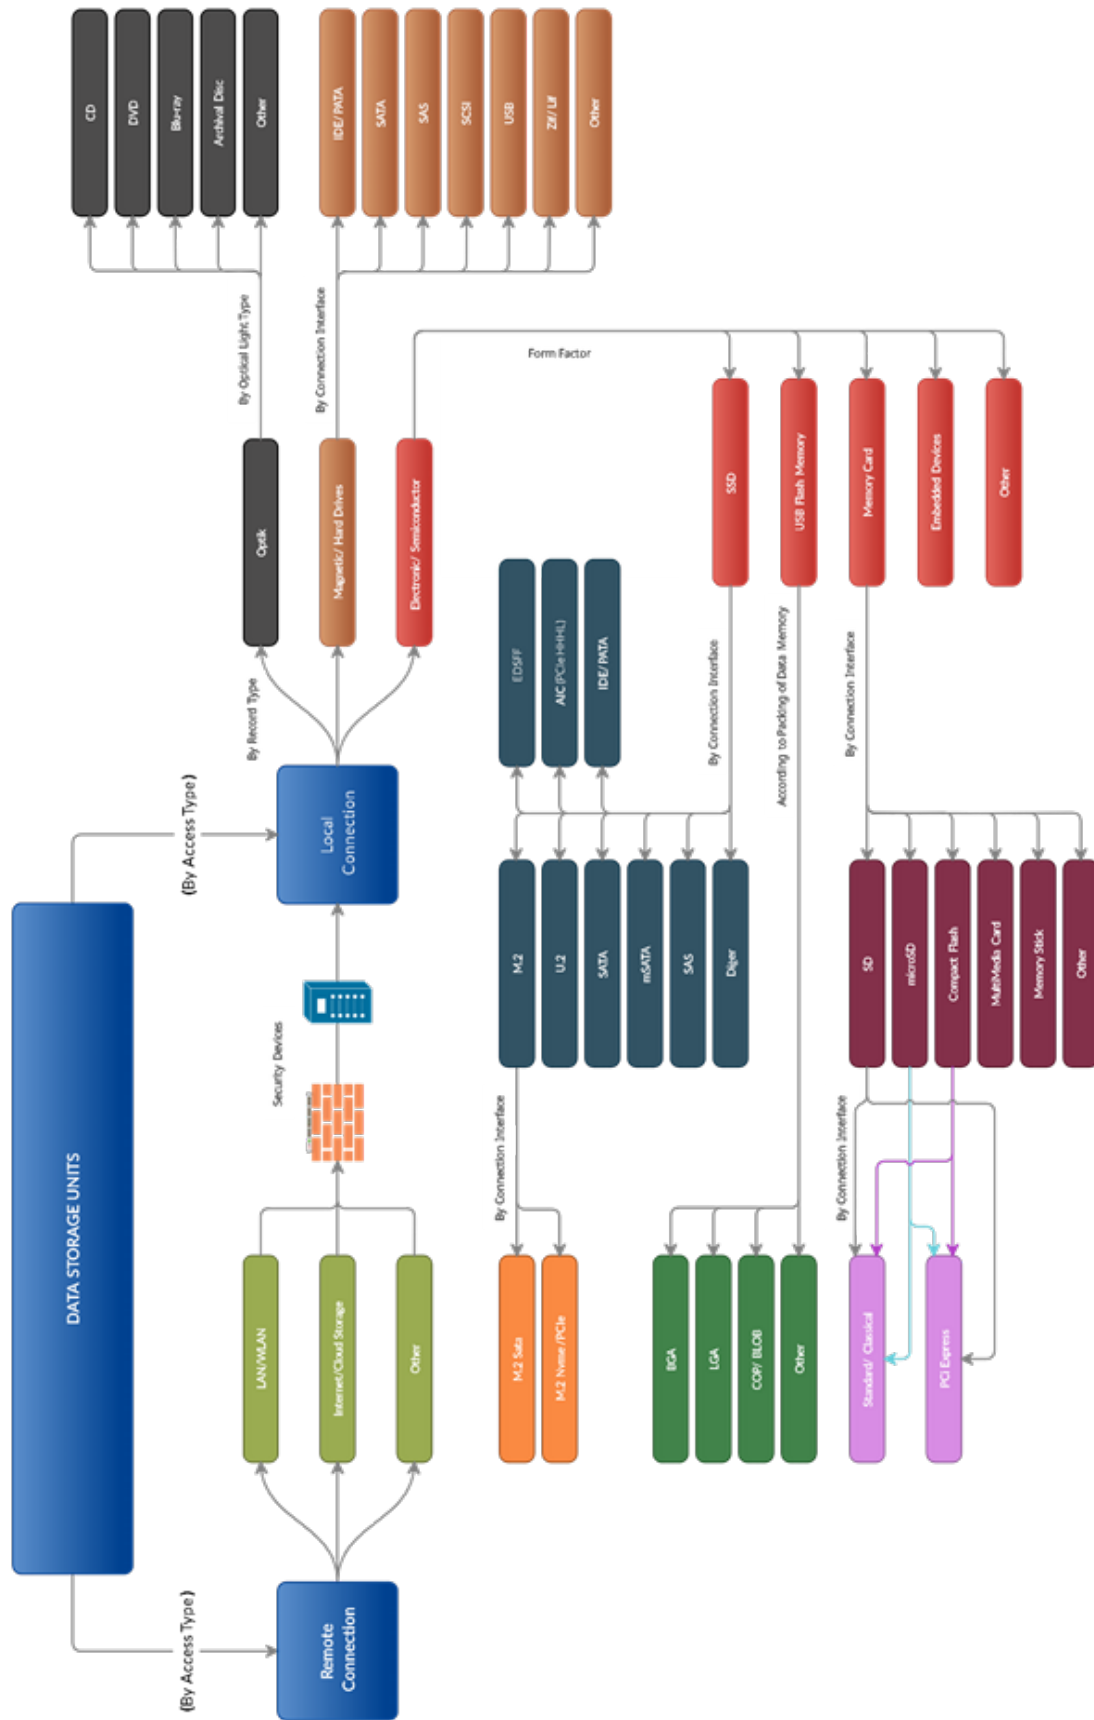 DATA STORAGE UNITS
(By Access Type)
(By Access Type)
Remote
Connection
LAN/WLAN
Internet/Cloud Storage
Other
Security Devices
Local
Connection
By Record Type
Optik
Magnetic/ Hard Drives
Electronic/ Semiconductor
By Optical Light Type
CD
DVD
Blu-ray
Archival Disc
Other
By Connection Interface
IDE/ PATA
SATA
SAS
SCSI
USB
Zif/ Lif
Other
Form Factor
SSD
USB Flash Memory
Memory Card
Embedded Devices
Other
By Connection Interface
EDSFF
AIC (PCIe HHHL)
IDE/ PATA
M.2
U.2
SATA
mSATA
SAS
Diğer
By Connection Interface
M.2 Sata
M.2 Nvme /PCIe
According to Packing of Data Memory
BGA
LGA
COP/ BLOB
Other
By Connection Interface
SD
microSD
Compact Flash
MultiMedia Card
Memory Stick
Other
By Connection Interface
Standard/ Classical
PCI Express